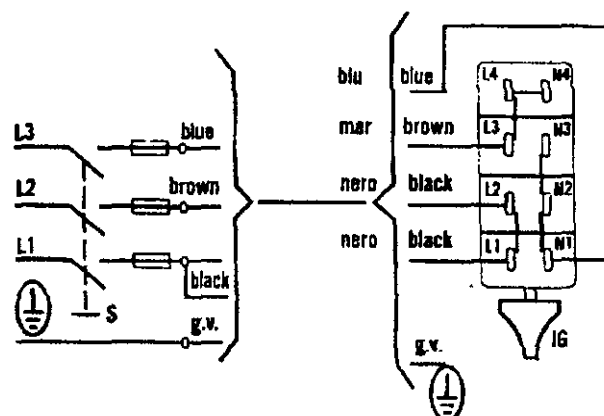 L3
blue
L2
brown
L1
black
S
g.v.
blu blue
mar brown
nero black
nero black
g.v.
L4 N4
L3 N3
L2 N2
L1 N1
IG